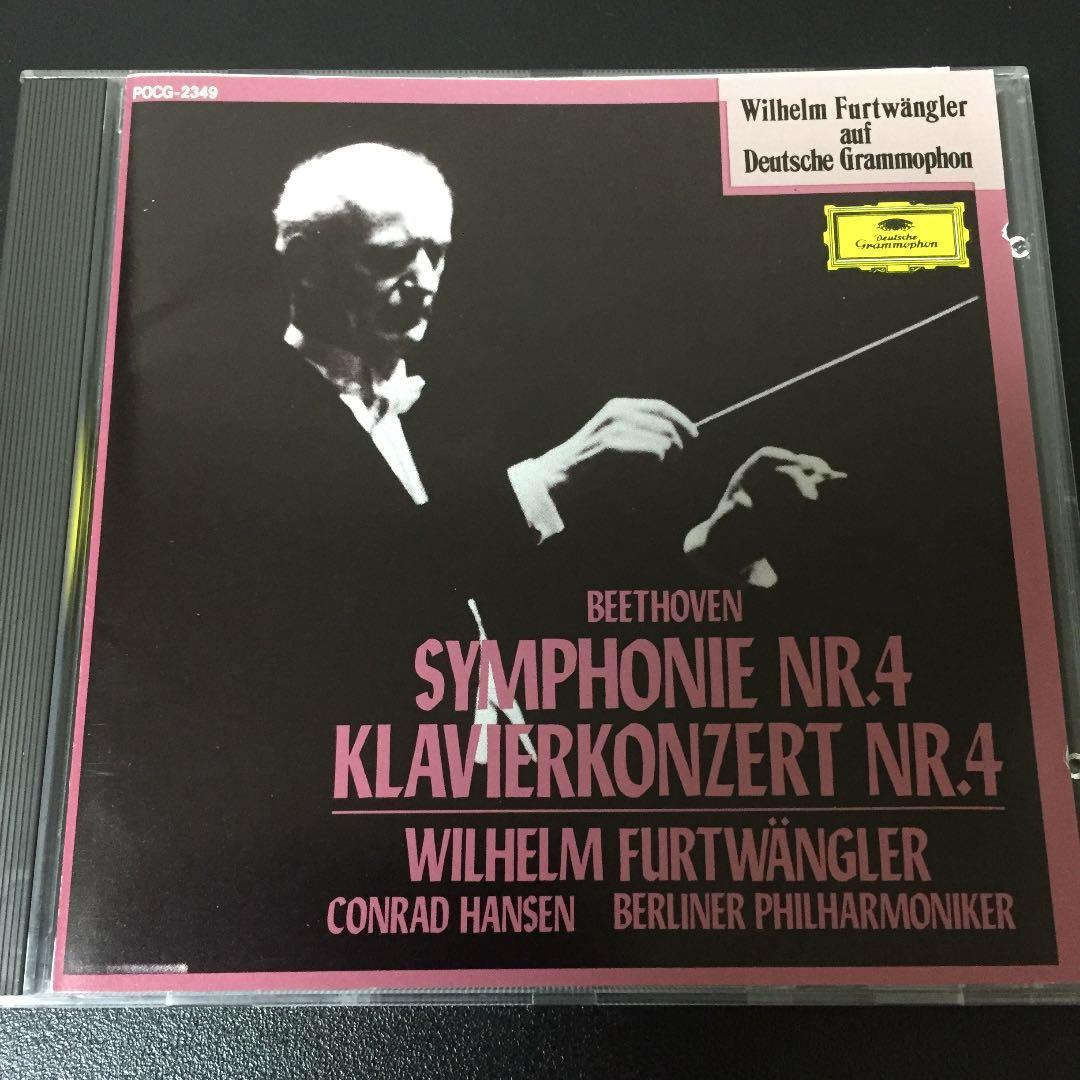 POCG-2349
Wilhelm Furtwängler
auf
Deutsche Grammophon
Deutsche
Grammophon
BEETHOVEN
SYMPHONIE NR.4
KLAVIERKONZERT NR.4
WILHELM FURTWÄNGLER
CONRAD HANSEN BERLINER PHILHARMONIKER